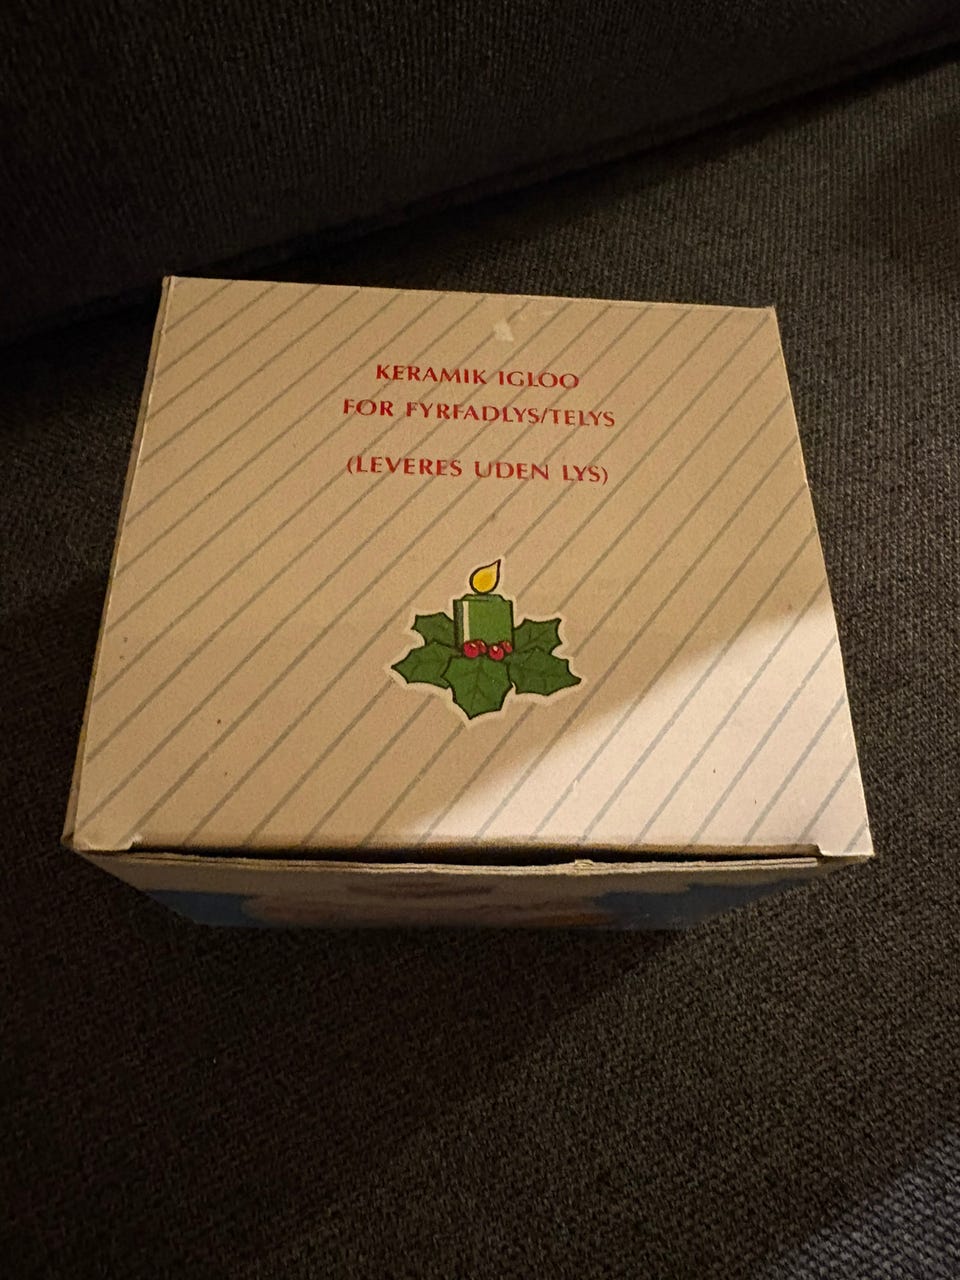 KERAMIK IGLOO
FOR FYRFADLYS/TELYS
(LEVERES UDEN LYS)